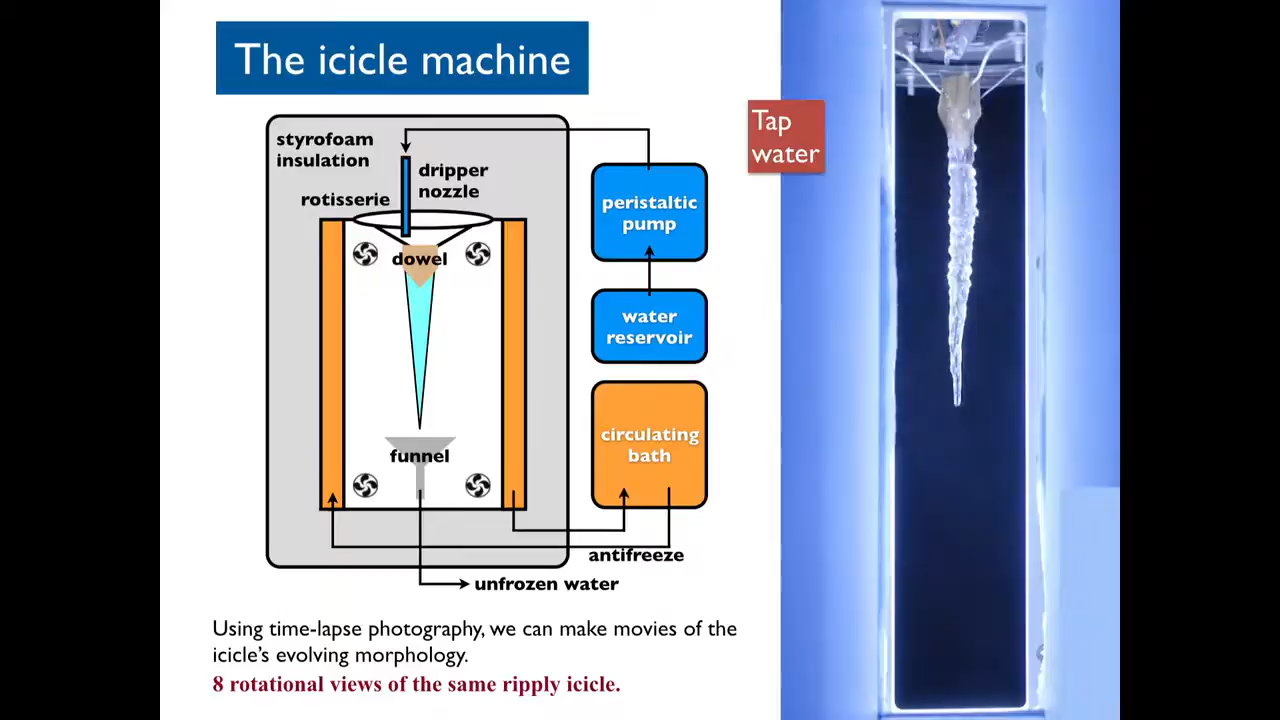 The icicle machine
styrofoam
insulation
dripper
nozzle
rotisserie
dowel
funnel
peristaltic
pump
water
reservoir
circulating
bath
antifreeze
unfrozen water
Tap
water
Using time-lapse photography, we can make movies of the
icicle's evolving morphology.
8 rotational views of the same ripply icicle.